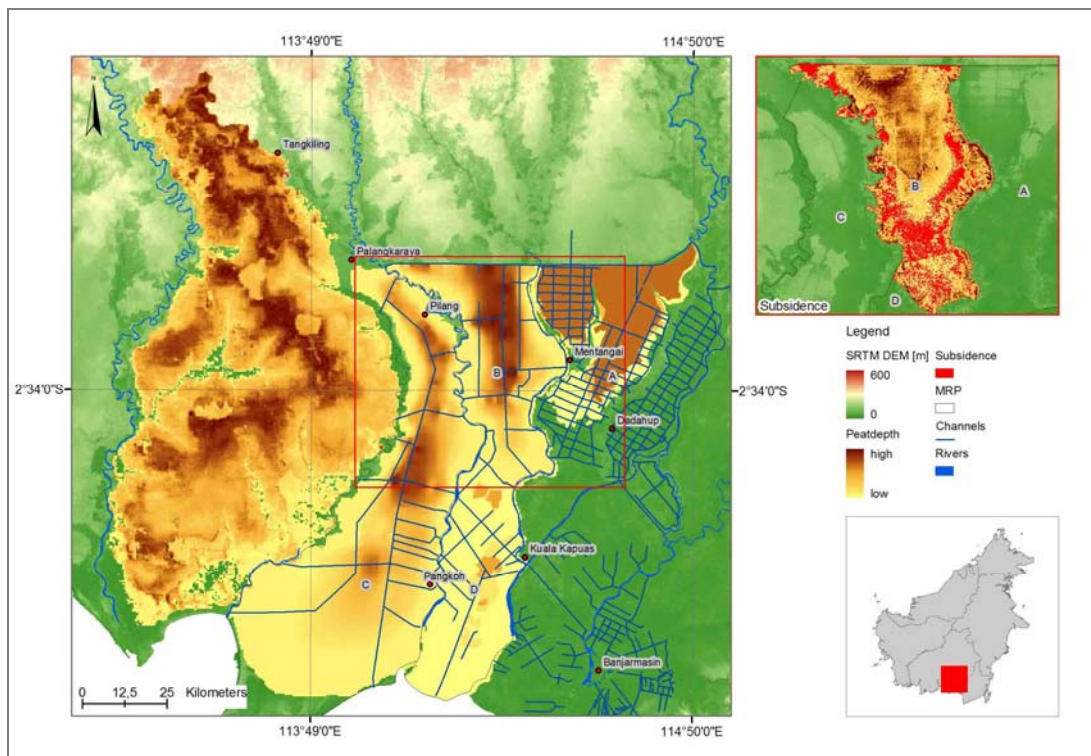 113°49'0"E
114°50'0"E
N
Tangkiling
Palangkaraya
Pilang
Mentangai
B
A
2°34'0"S
2°34'0"S
Dadahup
Kuala Kapuas
C
Pangkoh
D
Banjarmasin
0 12,5 25 Kilometers
113°49'0"E
114°50'0"E
B
A
C
D
Subsidence
Legend
SRTM DEM [m]
600
0
Peatdepth
high
low
Subsidence
MRP
Channels
Rivers